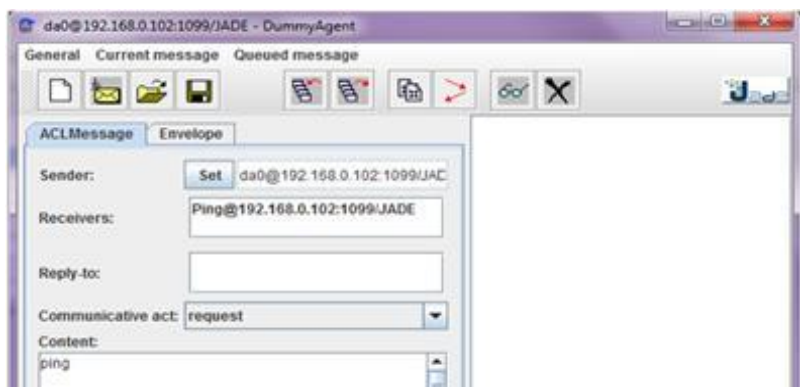 da0@192.168.0.102:1099/JADE - DummyAgent
General Current message Queued message
Jade
ACLMessage Envelope
Sender: Set da0@192.168.0.102:1099/JAD
Receivers: Ping@192.168.0.102:1099/JADE
Reply-to:
Communicative act: request
Content:
ping